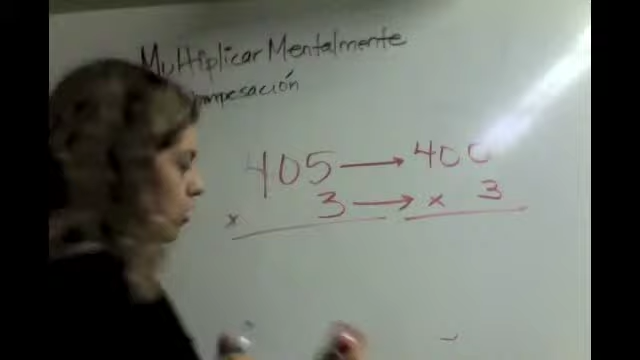 Multiplicar Mentalmente
405 → 400
x 3 → x 3